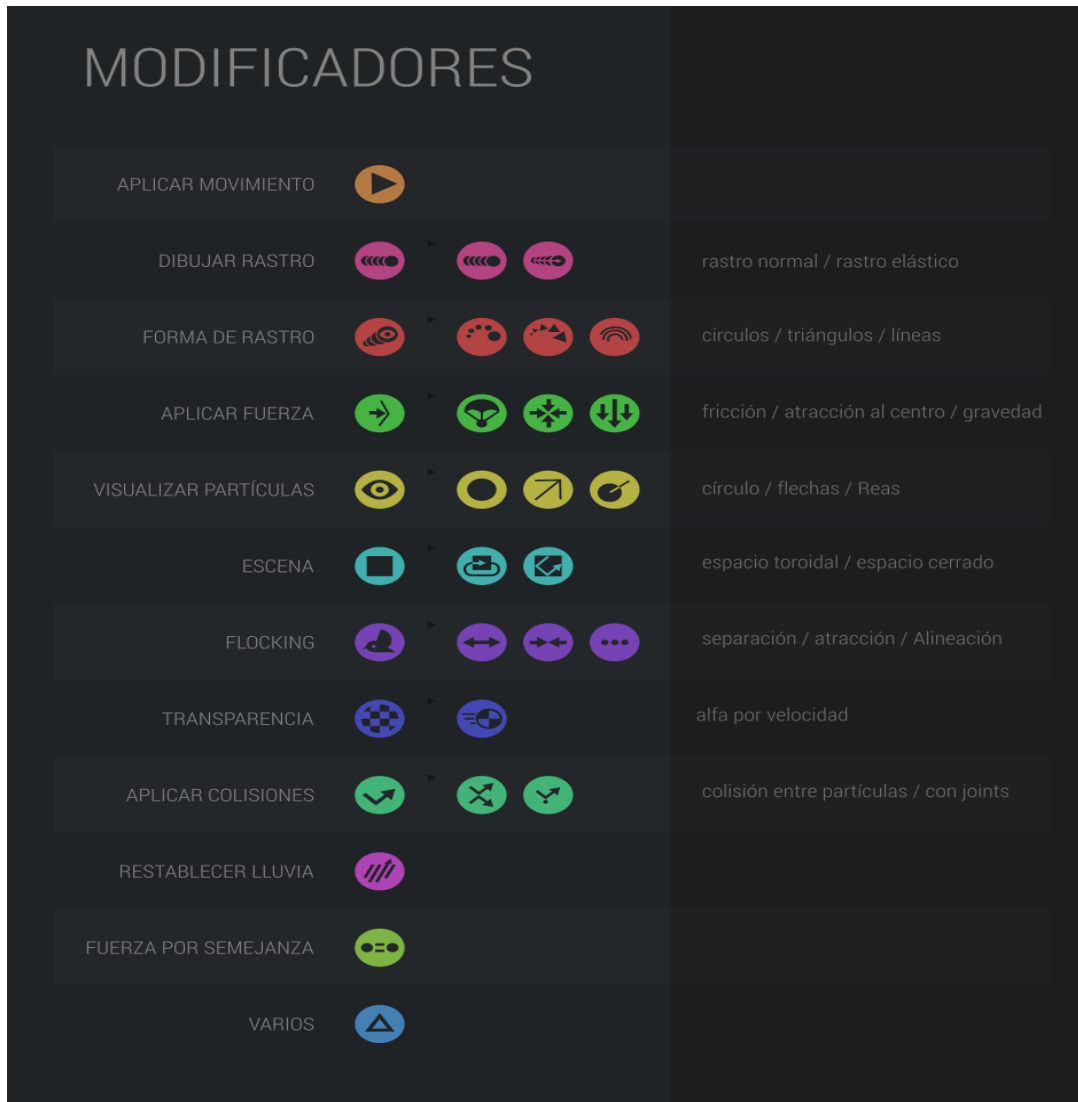 MODIFICADORES
APLICAR MOVIMIENTO
DIBUJAR RASTRO rastro normal / rastro elástico
FORMA DE RASTRO circulos / triángulos / líneas
APLICAR FUERZA fricción / atracción al centro / gravedad
VISUALIZAR PARTÍCULAS círculo / flechas / Reas
ESCENA espacio toroidal / espacio cerrado
FLOCKING separación / atracción / Alineación
TRANSPARENCIA alfa por velocidad
APLICAR COLISIONES colisión entre partículas / con joints
RESTABLECER LLUVIA
FUERZA POR SEMEJANZA
VARIOS